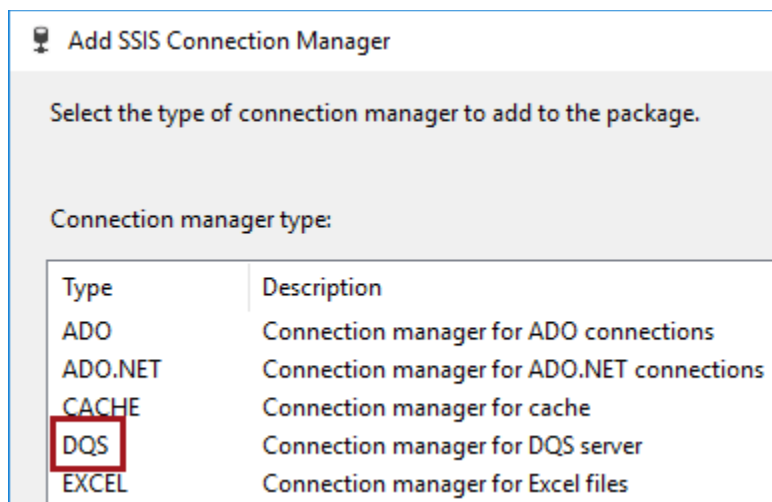 Add SSIS Connection Manager
Select the type of connection manager to add to the package.
Connection manager type:
Type Description
ADO Connection manager for ADO connections
ADO.NET Connection manager for ADO.NET connections
CACHE Connection manager for cache
DQS Connection manager for DQS server
EXCEL Connection manager for Excel files